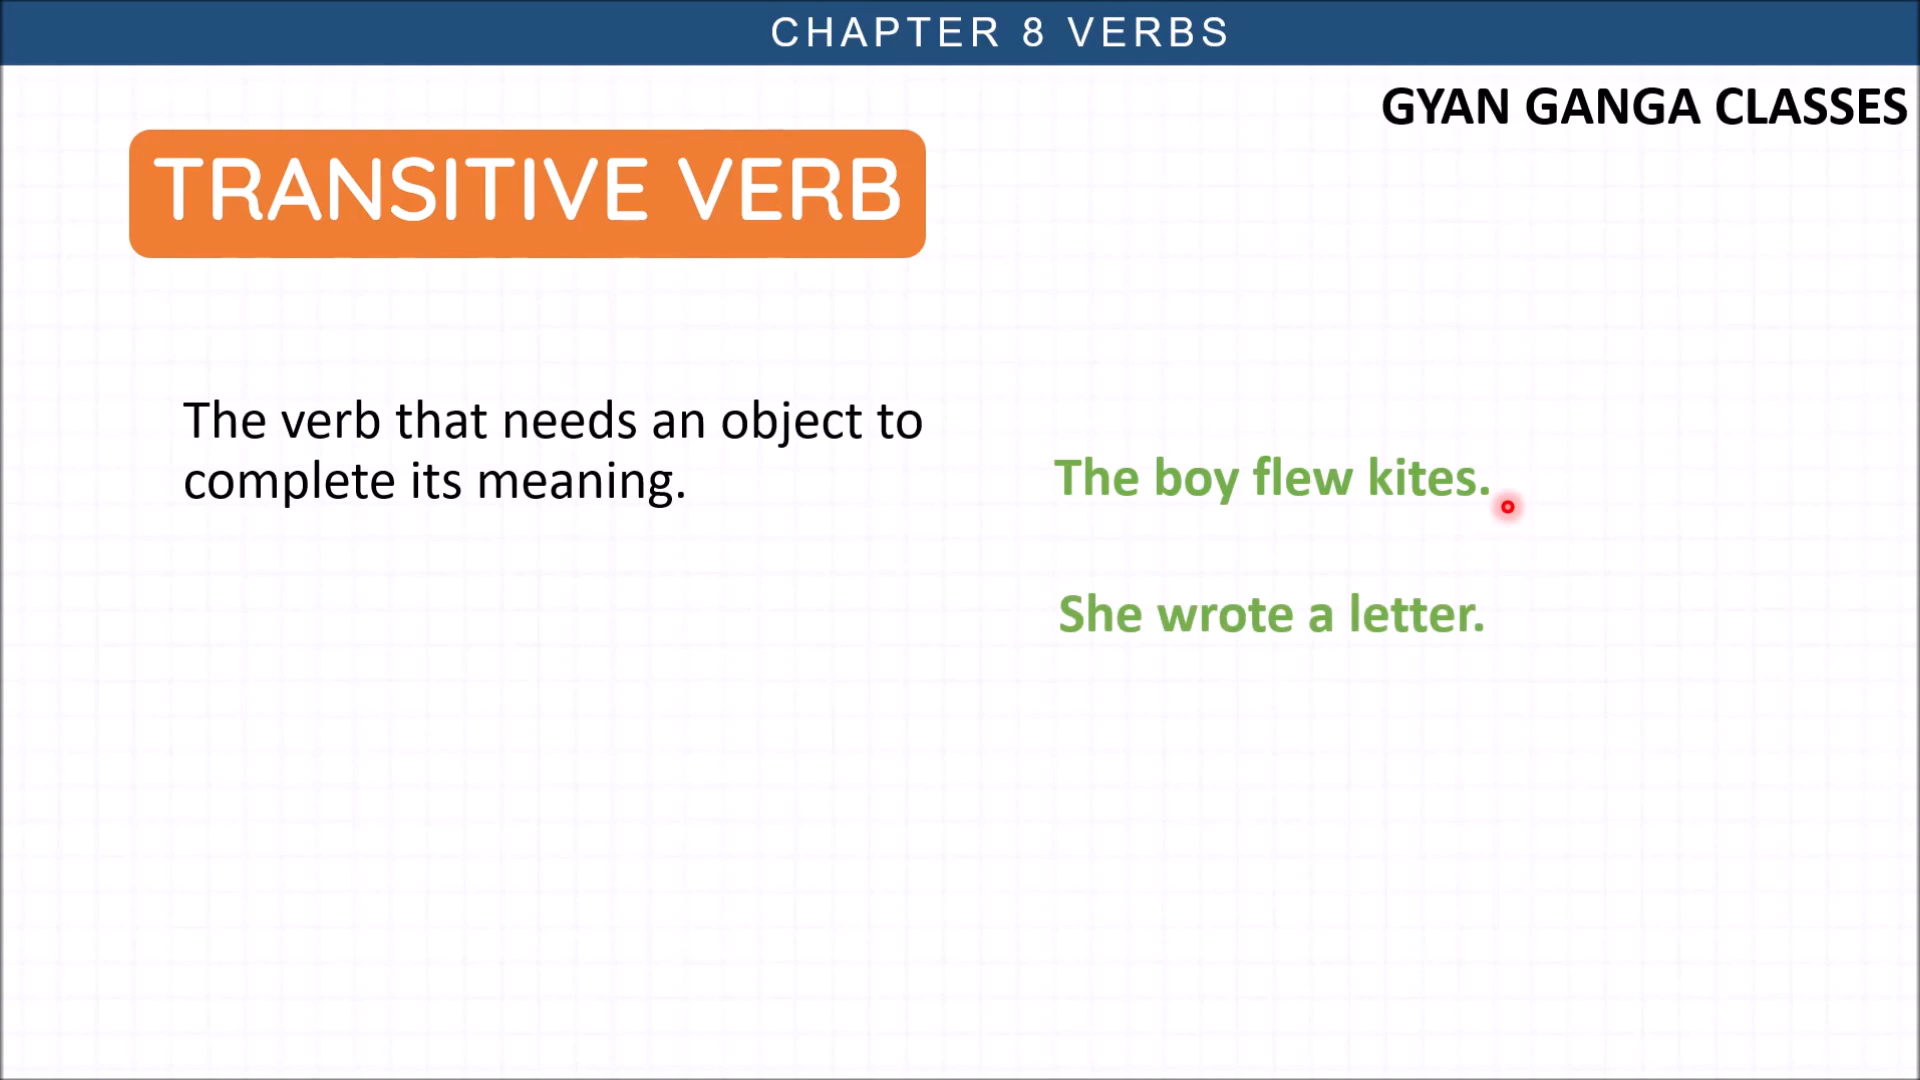 CHAPTER 8 VERBS
GYAN GANGA CLASSES
TRANSITIVE VERB
The verb that needs an object to
complete its meaning.
The boy flew kites.
She wrote a letter.